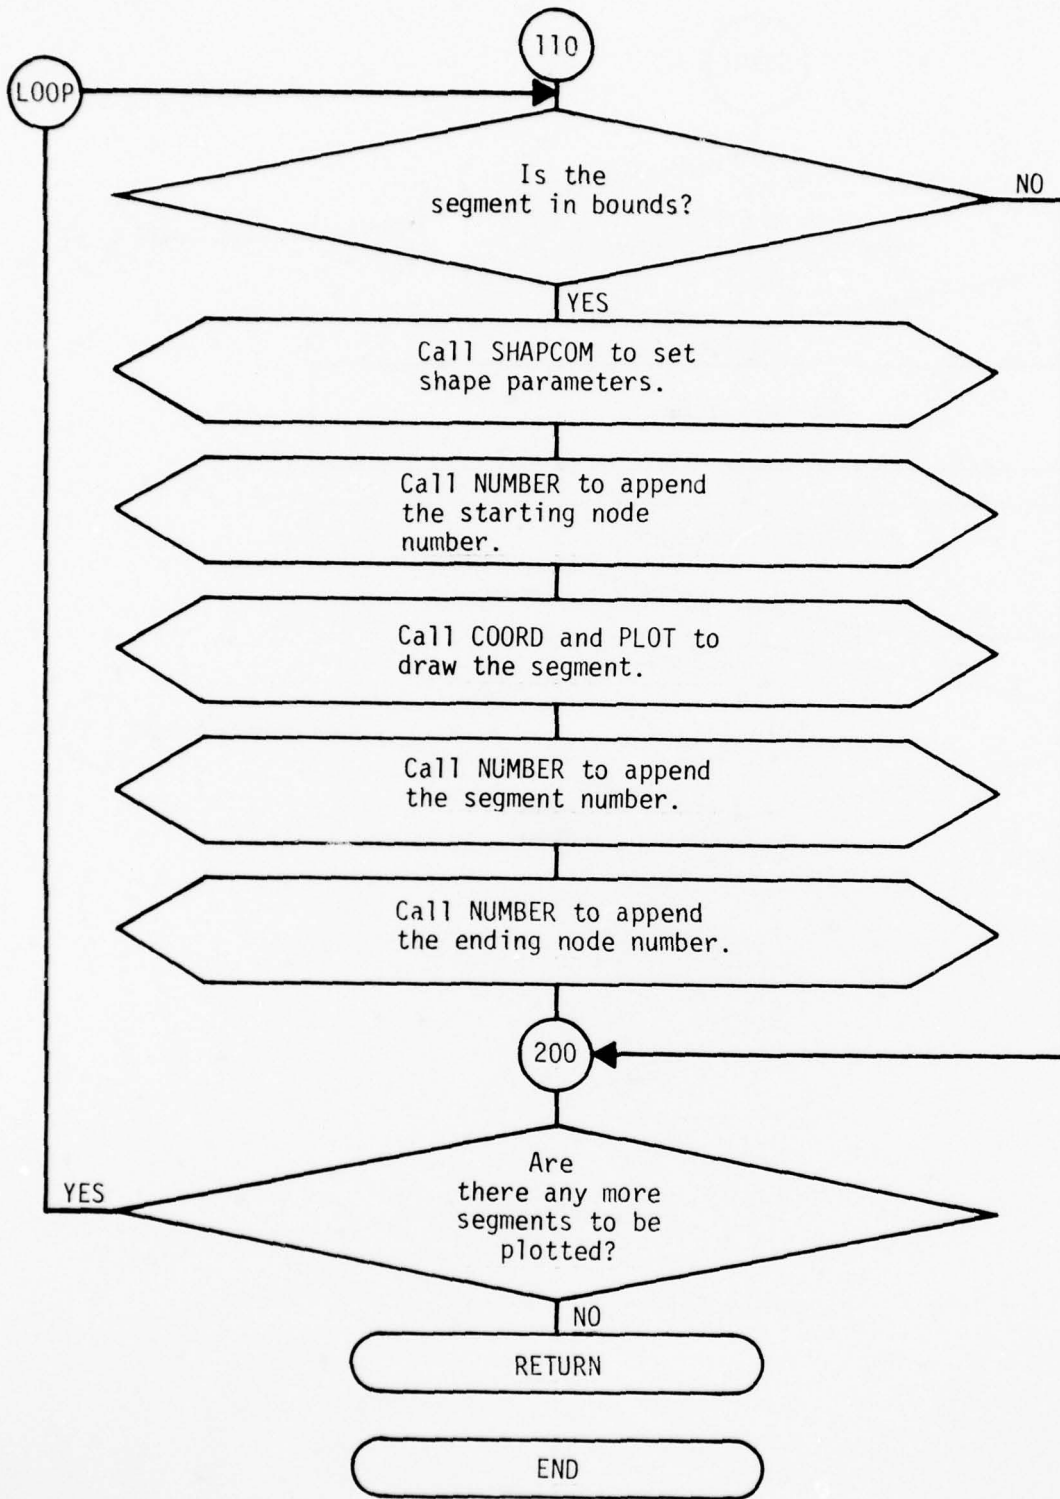 110
LOOP
Is the
segment in bounds?
NO
YES
Call SHAPCOM to set
shape parameters.
Call NUMBER to append
the starting node
number.
Call COORD and PLOT to
draw the segment.
Call NUMBER to append
the segment number.
Call NUMBER to append
the ending node number.
200
Are
there any more
segments to be
plotted?
YES
NO
RETURN
END